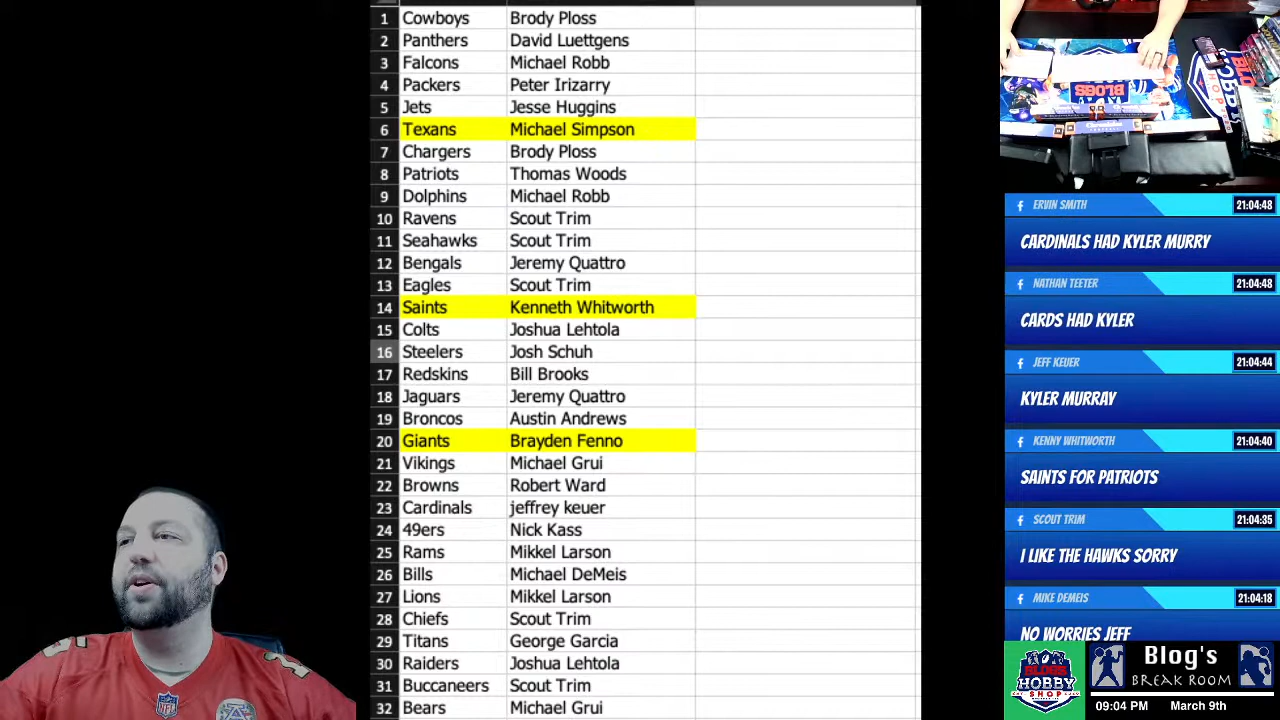 1 Cowboys Brody Ploss
2 Panthers David Luettgens
3 Falcons Michael Robb
4 Packers Peter Irizarry
5 Jets Jesse Huggins
6 Texans Michael Simpson
7 Chargers Brody Ploss
8 Patriots Thomas Woods
9 Dolphins Michael Robb
10 Ravens Scout Trim
11 Seahawks Scout Trim
12 Bengals Jeremy Quattro
13 Eagles Scout Trim
14 Saints Kenneth Whitworth
15 Colts Joshua Lehtola
16 Steelers Josh Schuh
17 Redskins Bill Brooks
18 Jaguars Jeremy Quattro
19 Broncos Austin Andrews
20 Giants Brayden Fenno
21 Vikings Michael Grui
22 Browns Robert Ward
23 Cardinals jeffrey keuer
24 49ers Nick Kass
25 Rams Mikkel Larson
26 Bills Michael DeMeis
27 Lions Mikkel Larson
28 Chiefs Scout Trim
29 Titans George Garcia
30 Raiders Joshua Lehtola
31 Buccaneers Scout Trim
32 Bears Michael Grui
BLOGS
ERVIN SMITH 21:04:48
CARDINALS HAD KYLER MURRY
NATHAN TEETER 21:04:48
CARDS HAD KYLER
JEFF KEUER 21:04:44
KYLER MURRAY
KENNY WHITWORTH 21:04:40
SAINTS FOR PATRIOTS
SCOUT TRIM 21:04:35
I LIKE THE HAWKS SORRY
MIKE DEMEIS 21:04:18
NO WORRIES JEFF
BLOGS
HOBBY
SHOP
Blog's
BREAK ROOM
09:04 PM March 9th
NFL